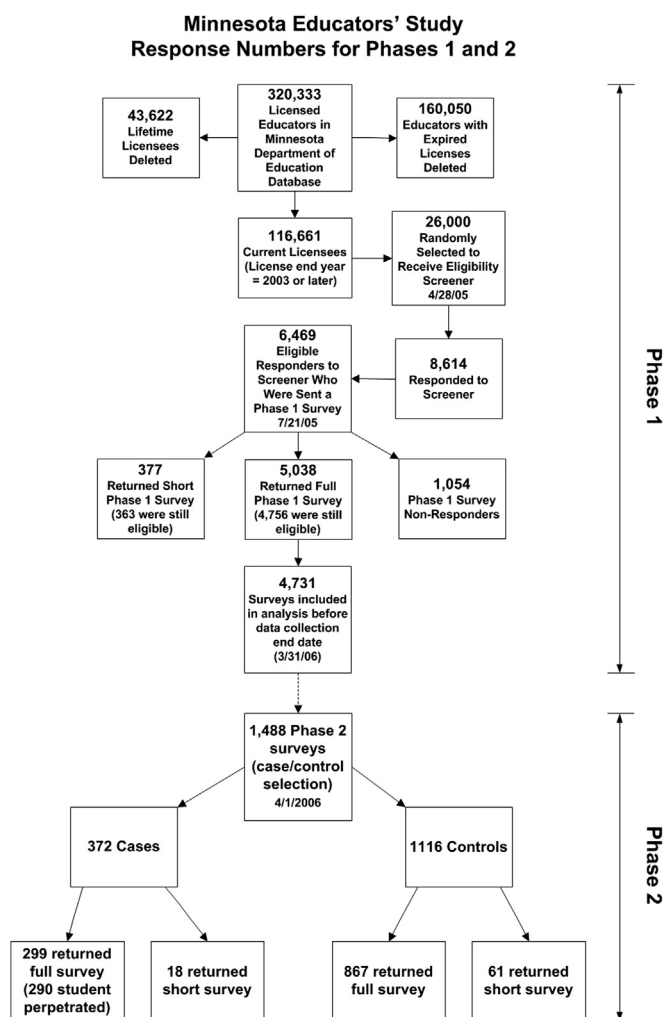 Minnesota Educators' Study
Response Numbers for Phases 1 and 2
320,333
Licensed
Educators in
Minnesota
Department of
Education
Database
43,622
Lifetime
Licensees
Deleted
160,050
Educators with
Expired
Licenses
Deleted
116,661
Current Licensees
(License end year
= 2003 or later)
26,000
Randomly
Selected to
Receive Eligibility
Screener
4/28/05
8,614
Responded to
Screener
6,469
Eligible
Responders to
Screener Who
Were Sent a
Phase 1 Survey
7/21/05
377
Returned Short
Phase 1 Survey
(363 were still
eligible)
5,038
Returned Full
Phase 1 Survey
(4,756 were still
eligible)
1,054
Phase 1 Survey
Non-Responders
4,731
Surveys included
in analysis before
data collection
end date
(3/31/06)
Phase 1
1,488 Phase 2
surveys
(case/control
selection)
4/1/2006
372 Cases
1116 Controls
299 returned
full survey
(290 student
perpetrated)
18 returned
short survey
867 returned
full survey
61 returned
short survey
Phase 2